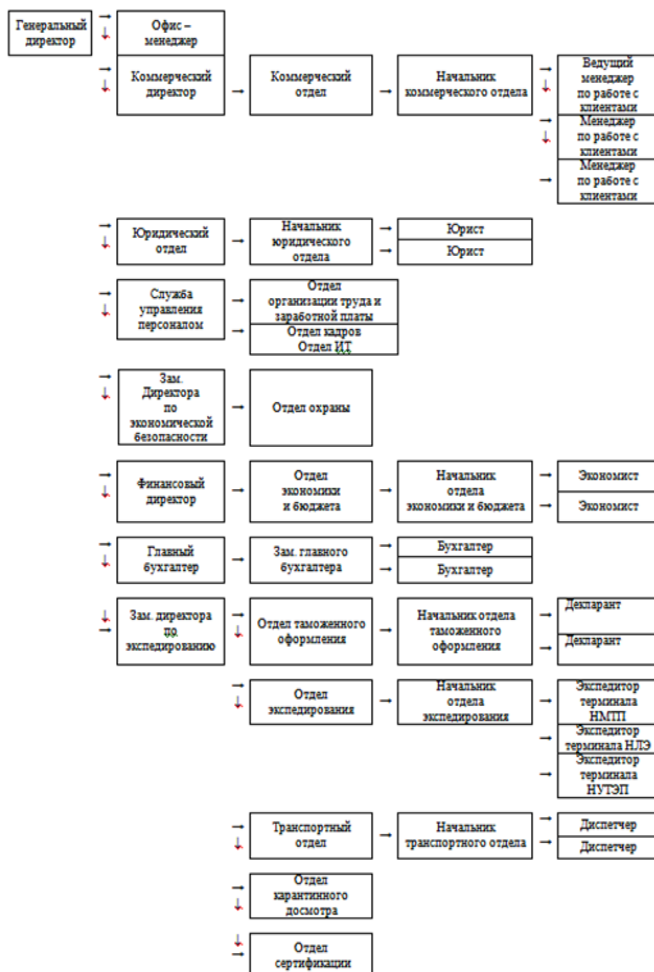 Генеральный
директор
Офис –
менеджер
Коммерческий
директор
Коммерческий
отдел
Начальник
коммерческого отдела
Ведущий
менеджер
по работе с
клиентами
Менеджер
по работе с
клиентами
Менеджер
по работе с
клиентами
Юридический
отдел
Начальник
юридического
отдела
Юрист
Юрист
Служба
управления
персоналом
Отдел
организации труда и
заработной платы
Отдел кадров
Отдел ИТ
Зам.
Директора
по
экономической
безопасности
Отдел охраны
Финансовый
директор
Отдел
экономики
и бюджета
Начальник
отдела
экономики и бюджета
Экономист
Экономист
Главный
бухгалтер
Зам. главного
бухгалтера
Бухгалтер
Бухгалтер
Зам. директора
по
экспедированию
Отдел таможенного
оформления
Начальник отдела
таможенного
оформления
Декларант
Декларант
Отдел
экспедирования
Начальник
отдела
экспедирования
Экспедитор
терминала
НМТП
Экспедитор
терминала НЛЭ
Экспедитор
терминала
НУТЭП
Транспортный
отдел
Начальник
транспортного отдела
Диспетчер
Диспетчер
Отдел
карантинного
досмотра
Отдел
сертификации